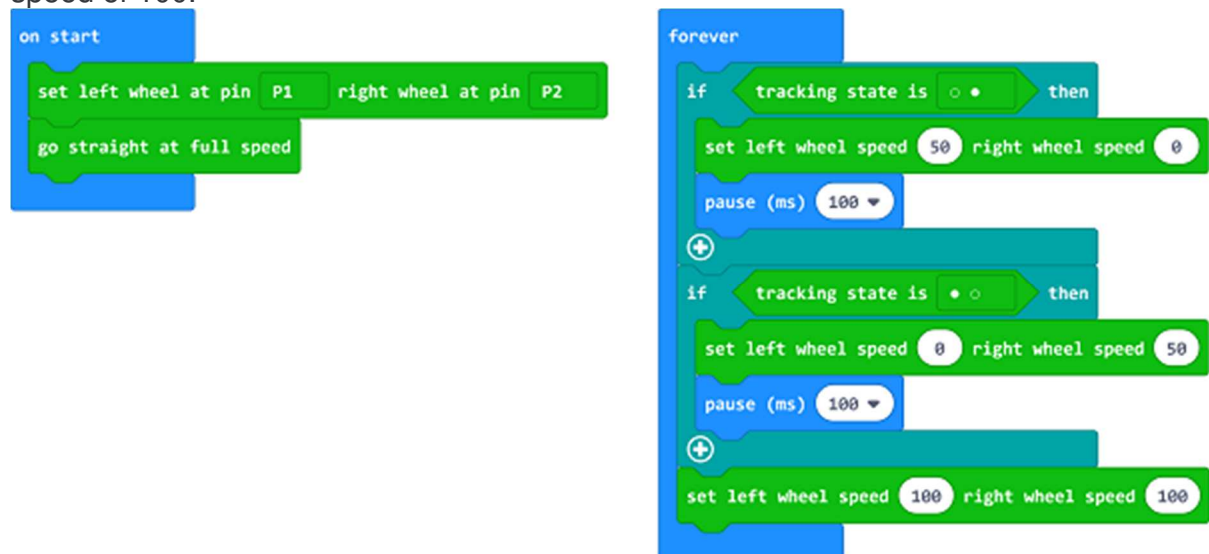 speed of 100.
on start
set left wheel at pin P1 right wheel at pin P2
go straight at full speed
forever
if tracking state is ○ ● then
set left wheel speed 50 right wheel speed 0
pause (ms) 100
if tracking state is ● ○ then
set left wheel speed 0 right wheel speed 50
pause (ms) 100
set left wheel speed 100 right wheel speed 100